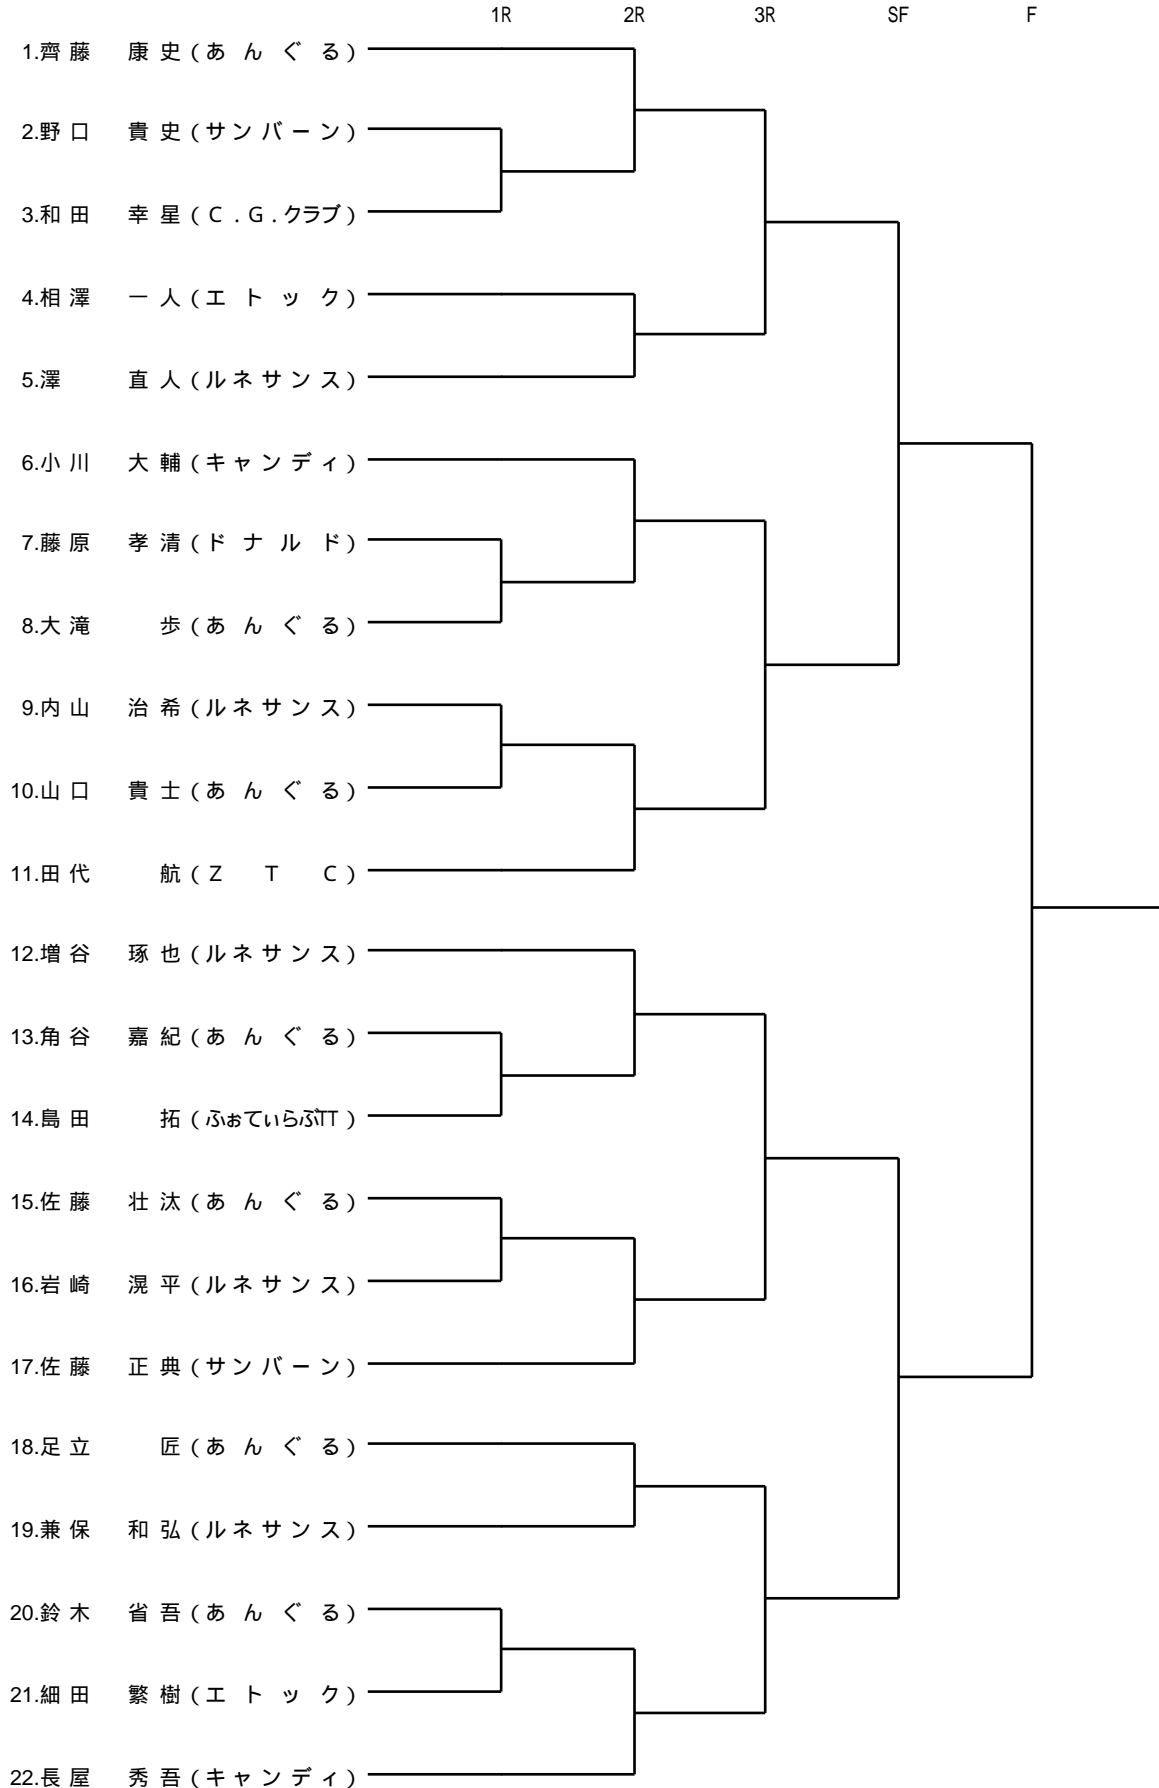 1R 2R 3R SF F
1.齊藤 康史(あんぐる)
2.野口 貴史(サンバーン)
3.和田 幸星(C.G.クラブ)
4.相澤 一人(エトック)
5.澤 直人(ルネサンス)
6.小川 大輔(キャンディ)
7.藤原 孝清(ドナルド)
8.大滝 歩(あんぐる)
9.内山 治希(ルネサンス)
10.山口 貴士(あんぐる)
11.田代 航(ZTC)
12.増谷 琢也(ルネサンス)
13.角谷 嘉紀(あんぐる)
14.島田 拓(ふぉてぃらぶTT)
15.佐藤 壮汰(あんぐる)
16.岩崎 滉平(ルネサンス)
17.佐藤 正典(サンバーン)
18.足立 匠(あんぐる)
19.兼保 和弘(ルネサンス)
20.鈴木 省吾(あんぐる)
21.細田 繁樹(エトック)
22.長屋 秀吾(キャンディ)